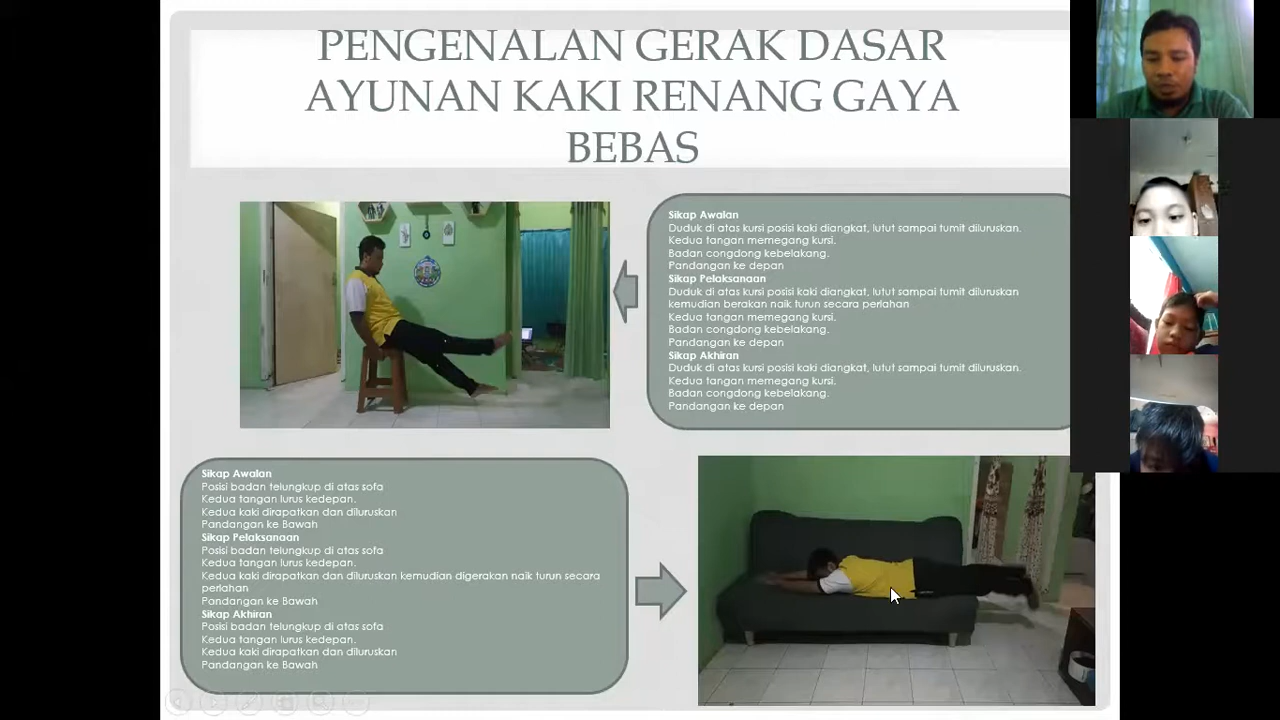 PENGENALAN GERAK DASAR
AYUNAN KAKI RENANG GAYA
BEBAS
Sikap Awalan
Duduk di atas kursi posisi kaki diangkat, lutut sampai tumit diluruskan.
Kedua tangan memegang kursi.
Badan congdong kebelakang.
Pandangan ke depan
Sikap Pelaksanaan
Duduk di atas kursi posisi kaki diangkat, lutut sampai tumit diluruskan
kemudian berakan naik turun secara perlahan
Kedua tangan memegang kursi.
Badan congdong kebelakang.
Pandangan ke depan
Sikap Akhiran
Duduk di atas kursi posisi kaki diangkat, lutut sampai tumit diluruskan.
Kedua tangan memegang kursi.
Badan congdong kebelakang.
Pandangan ke depan
Sikap Awalan
Posisi badan telungkup di atas sofa
Kedua tangan lurus kedepan.
Kedua kaki dirapatkan dan diluruskan
Pandangan ke Bawah
Sikap Pelaksanaan
Posisi badan telungkup di atas sofa
Kedua tangan lurus kedepan.
Kedua kaki dirapatkan dan diluruskan kemudian digerakan naik turun secara
perlahan
Pandangan ke Bawah
Sikap Akhiran
Posisi badan telungkup di atas sofa
Kedua tangan lurus kedepan.
Kedua kaki dirapatkan dan diluruskan
Pandangan ke Bawah